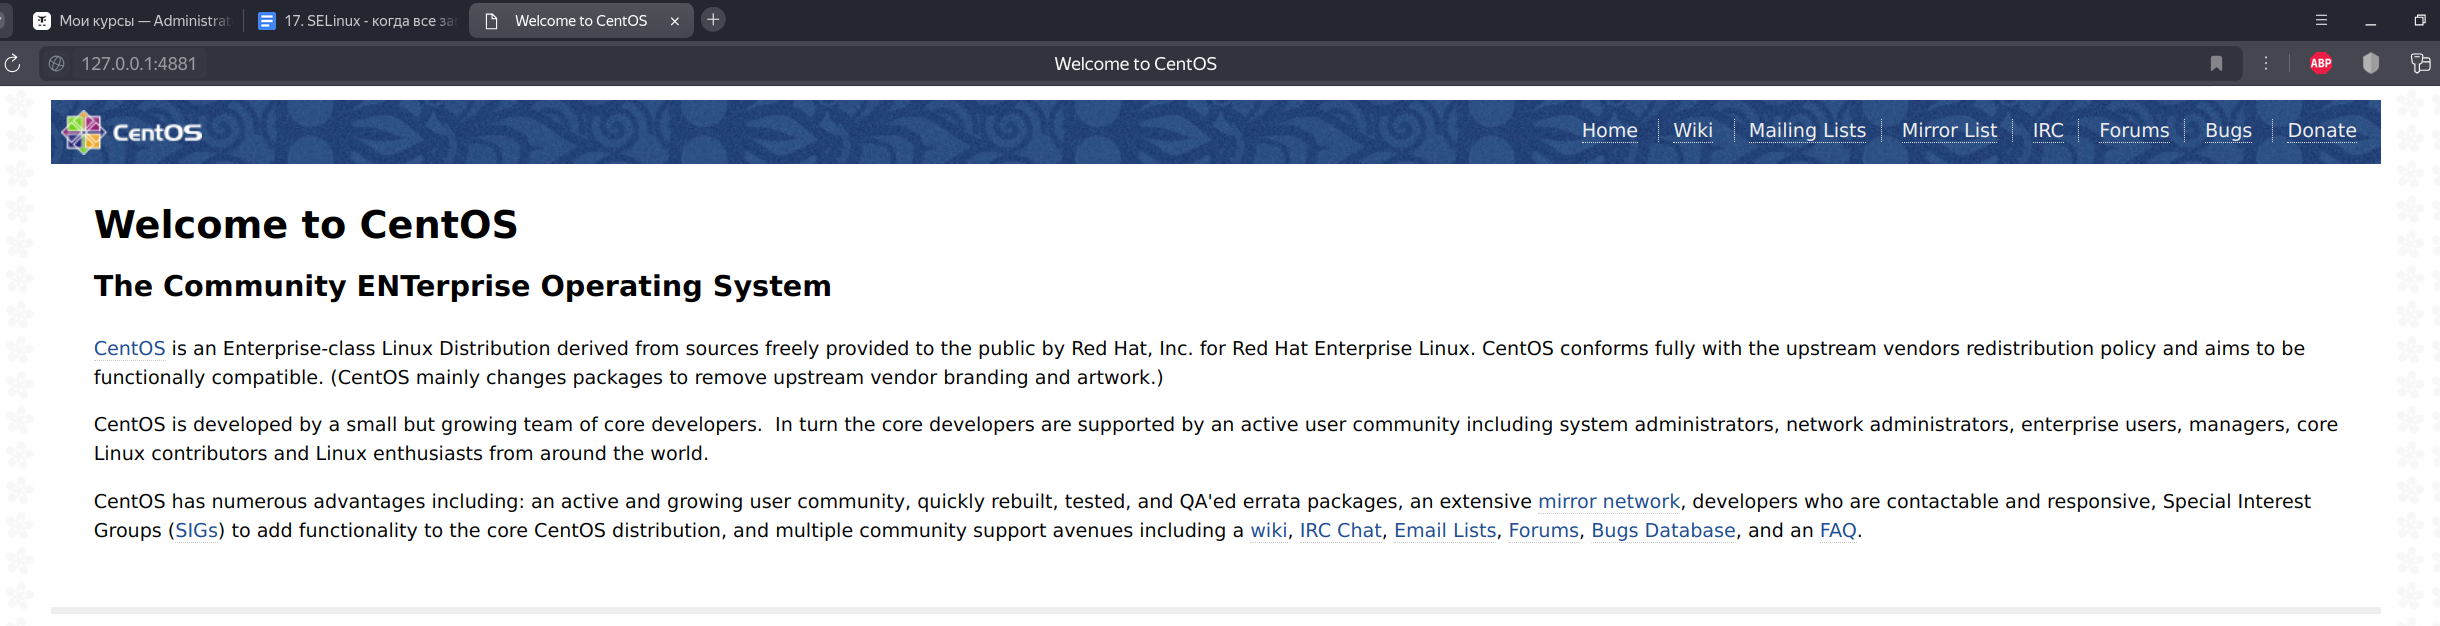 Мои курсы — Administrat
17. SELinux - когда все за
Welcome to CentOS
127.0.0.1:4881
Welcome to CentOS
ABP
CentOS
Home
Wiki
Mailing Lists
Mirror List
IRC
Forums
Bugs
Donate
Welcome to CentOS
The Community ENTerprise Operating System
CentOS is an Enterprise-class Linux Distribution derived from sources freely provided to the public by Red Hat, Inc. for Red Hat Enterprise Linux. CentOS conforms fully with the upstream vendors redistribution policy and aims to be
functionally compatible. (CentOS mainly changes packages to remove upstream vendor branding and artwork.)
CentOS is developed by a small but growing team of core developers.  In turn the core developers are supported by an active user community including system administrators, network administrators, enterprise users, managers, core
Linux contributors and Linux enthusiasts from around the world.
CentOS has numerous advantages including: an active and growing user community, quickly rebuilt, tested, and QA'ed errata packages, an extensive mirror network, developers who are contactable and responsive, Special Interest
Groups (SIGs) to add functionality to the core CentOS distribution, and multiple community support avenues including a wiki, IRC Chat, Email Lists, Forums, Bugs Database, and an FAQ.